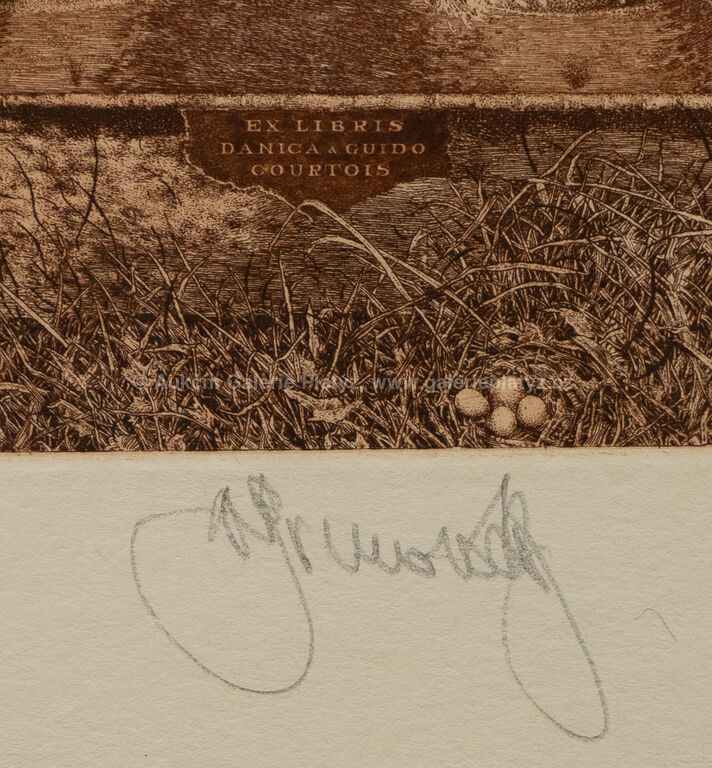 EX LIBRIS
DANICA & GUIDO
COURTOIS
© Aukční Galerie Platýz, www.galerieplatyz.cz